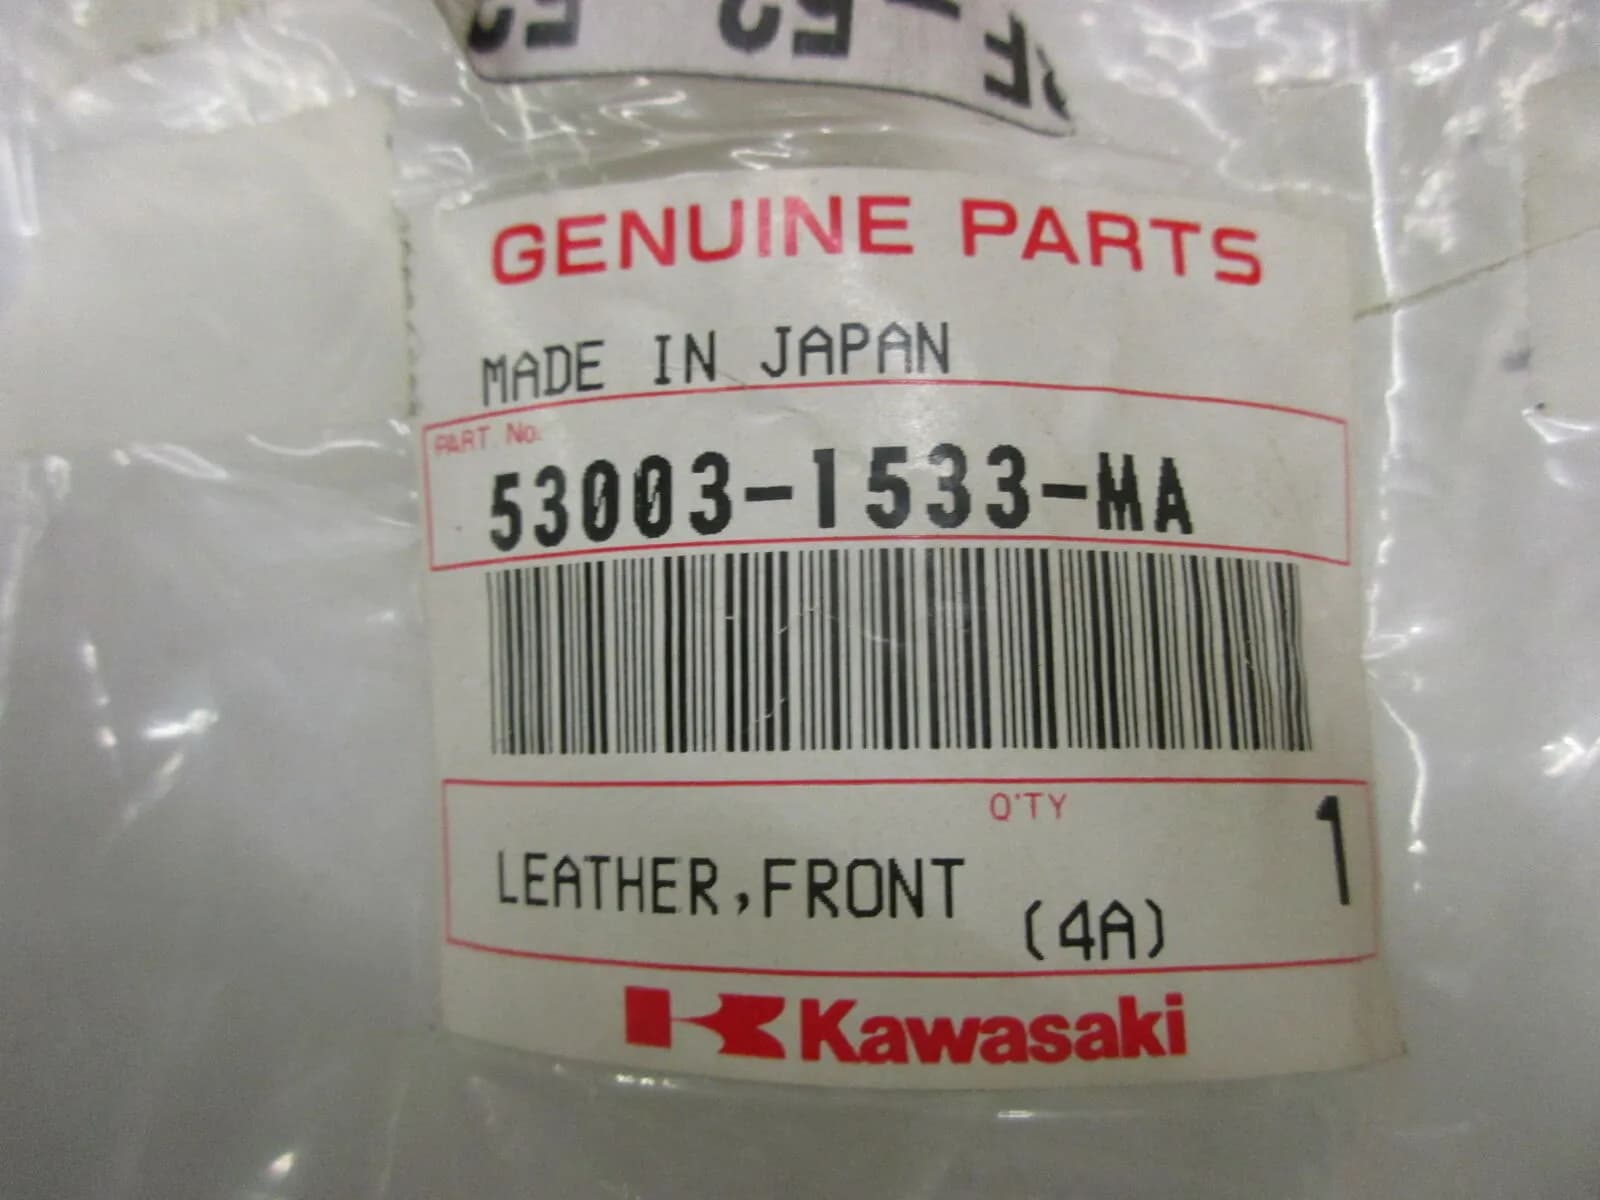 GENUINE PARTS
MADE IN JAPAN
PART No.
53003-1533-MA
Q'TY 1
LEATHER,FRONT
(4A)
Kawasaki